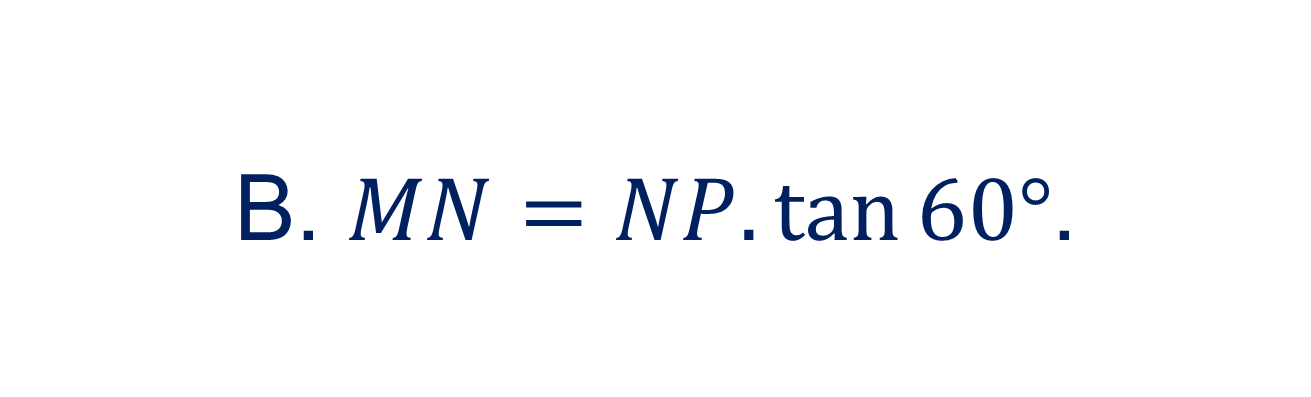 B. 𝑀𝑁 = 𝑁𝑃. tan 60°.